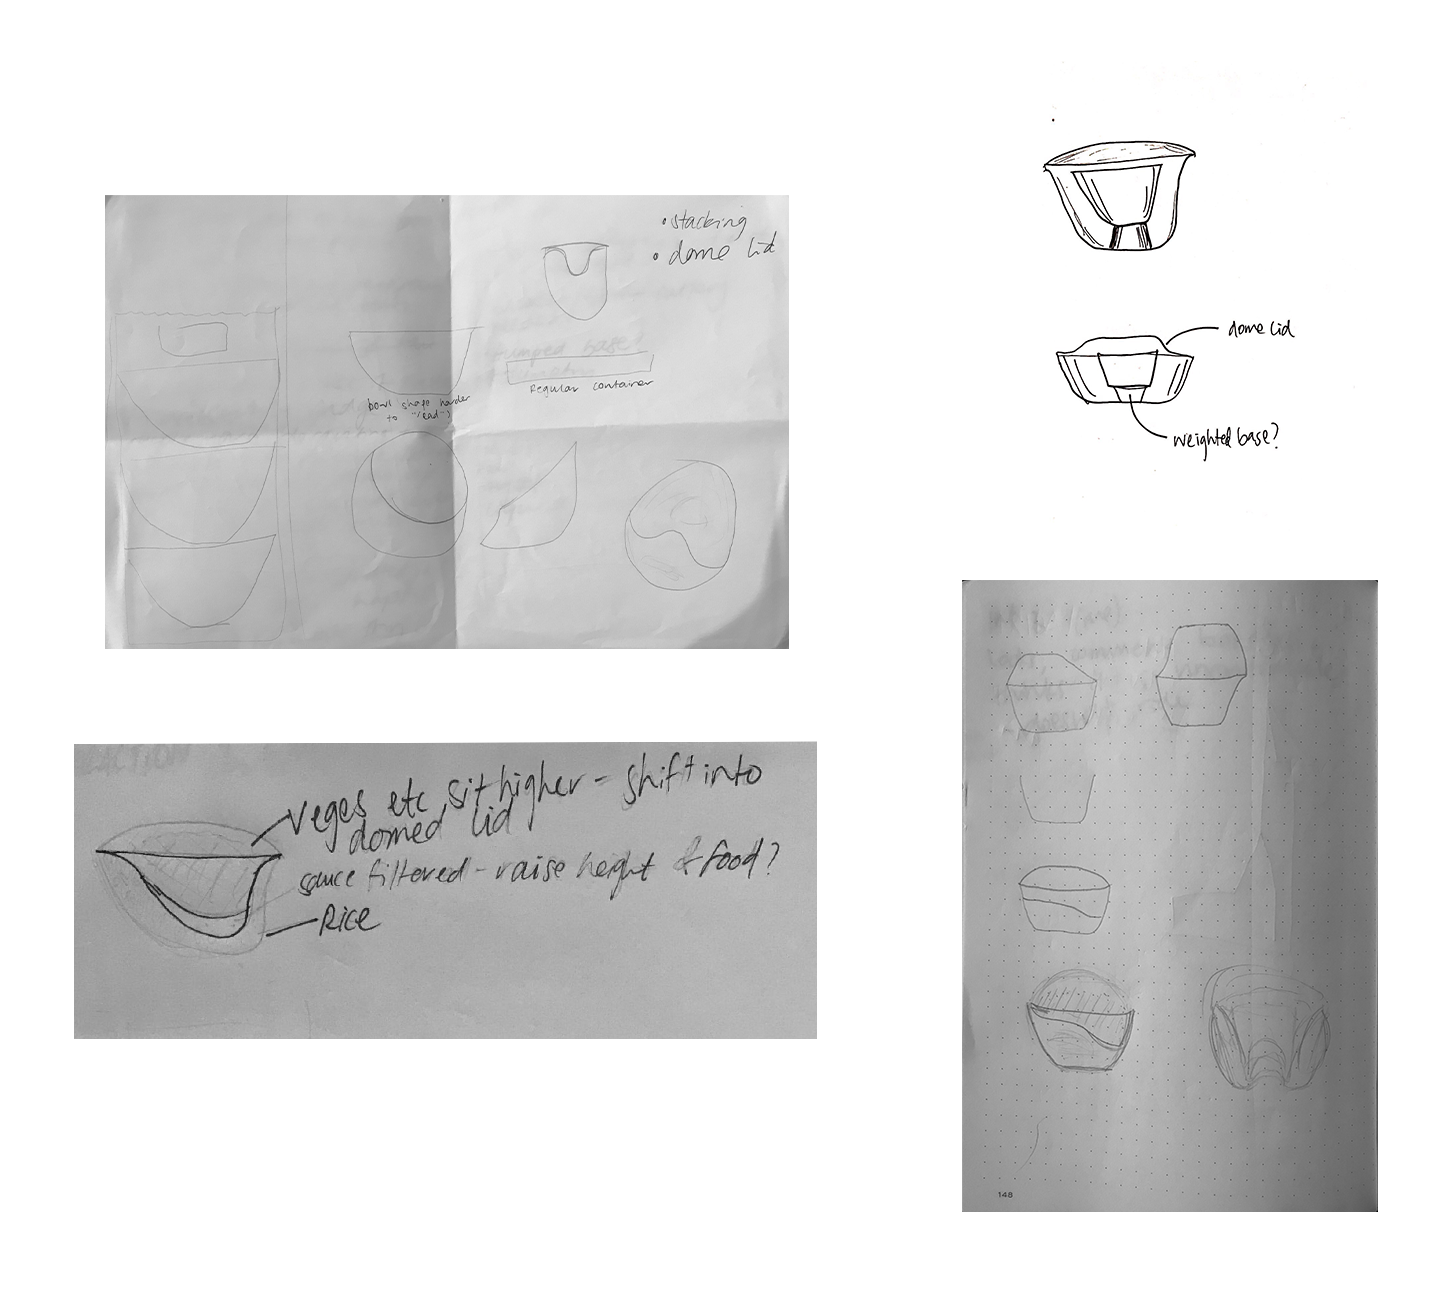 • stacking
• dome lid
Regular container
bowl shape harder
to "read"?
dome lid
weighted base?
Veges etc sit higher - shift into
domed lid
sauce filtered - raise height of food?
Rice
148